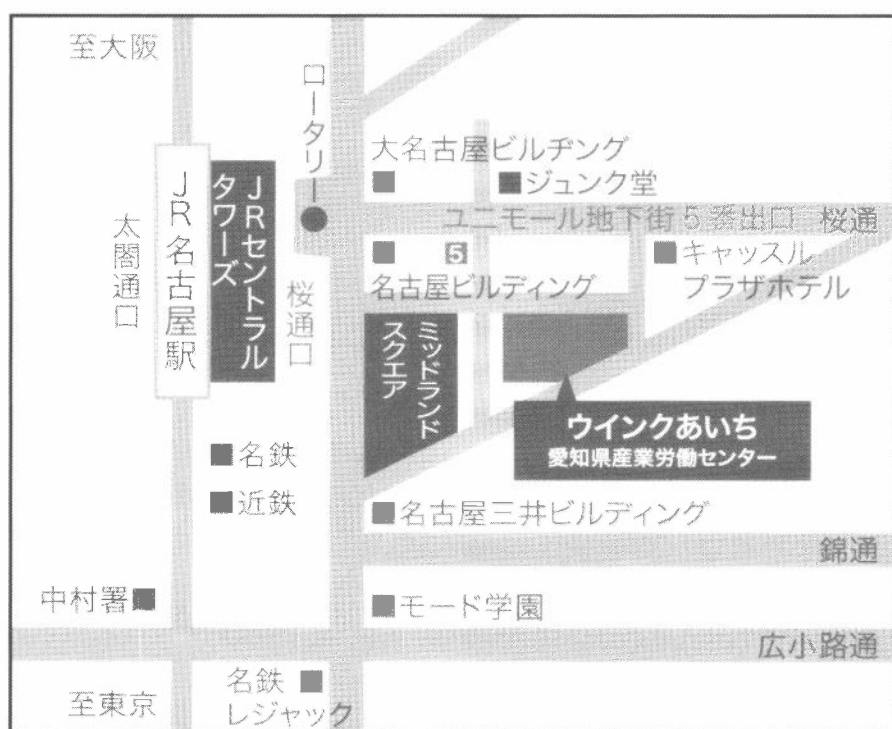 至大阪
ロータリー
大名古屋ビルヂング
ジュンク堂
JR名古屋駅
JRセントラル
タワーズ
太閤通口
桜通口
ユニモール地下街5番出口
桜通
5
名古屋ビルディング
キャッスル
プラザホテル
ミッドランド
スクエア
ウインクあいち
愛知県産業労働センター
名鉄
近鉄
名古屋三井ビルディング
錦通
中村署
モード学園
広小路通
至東京
名鉄
レジャック